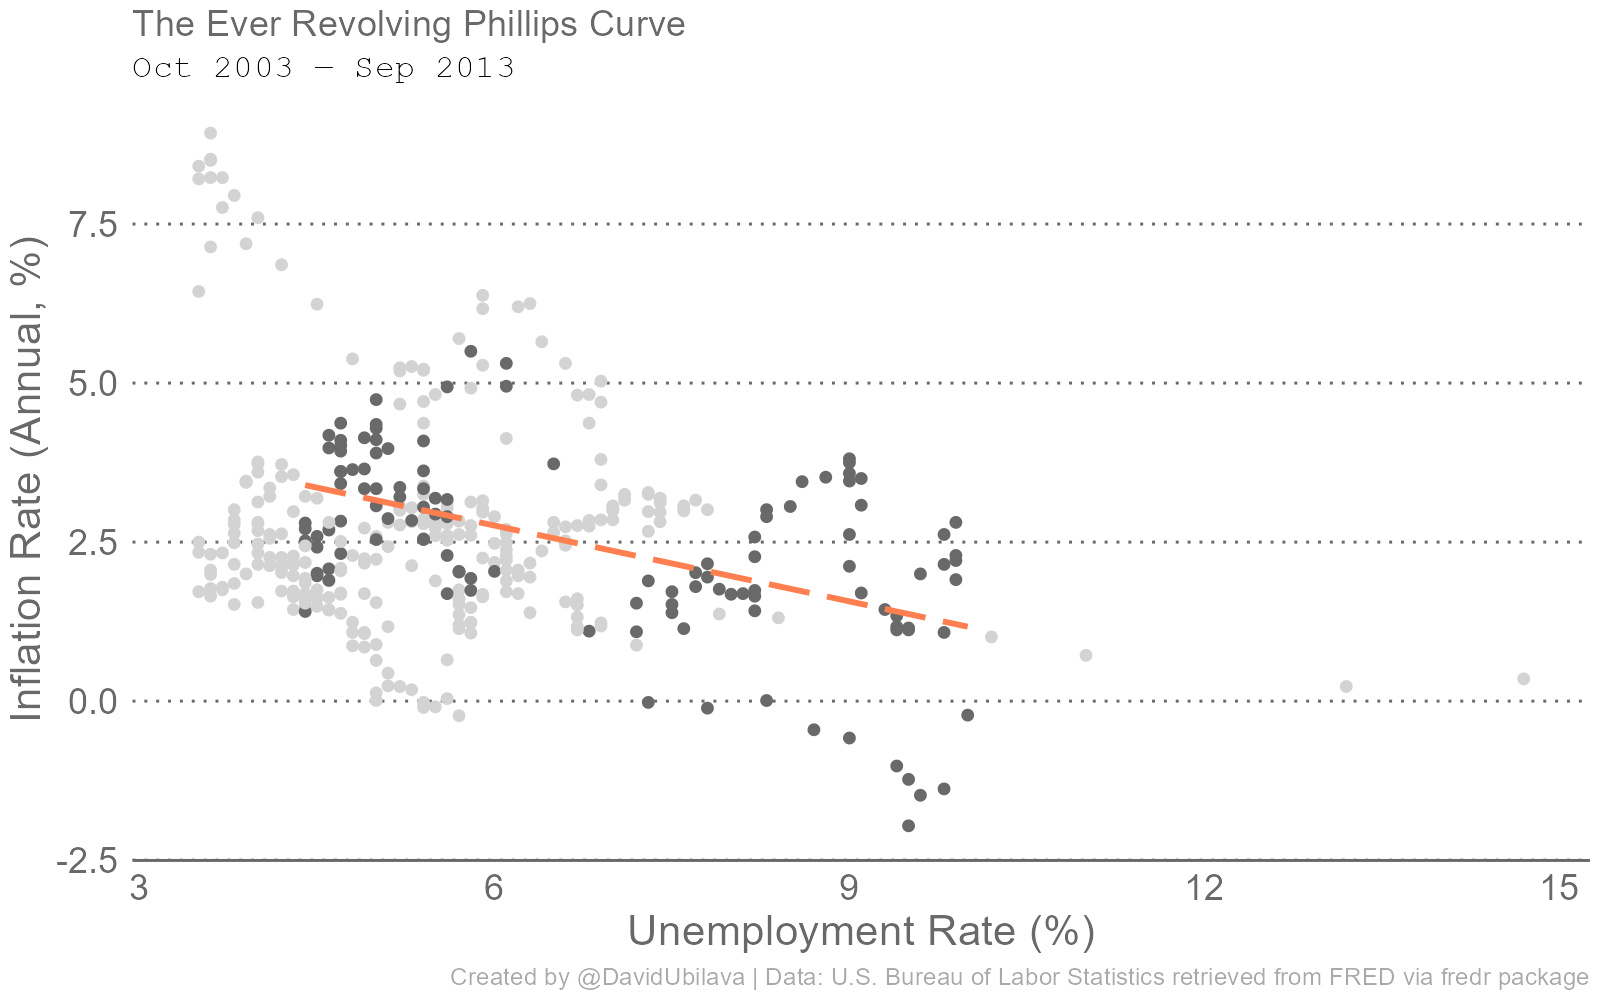 The Ever Revolving Phillips Curve
Oct 2003 — Sep 2013
Inflation Rate (Annual, %)
7.5
5.0
2.5
0.0
-2.5
3 6 9 12 15
Unemployment Rate (%)
Created by @DavidUbilava | Data: U.S. Bureau of Labor Statistics retrieved from FRED via fredr package